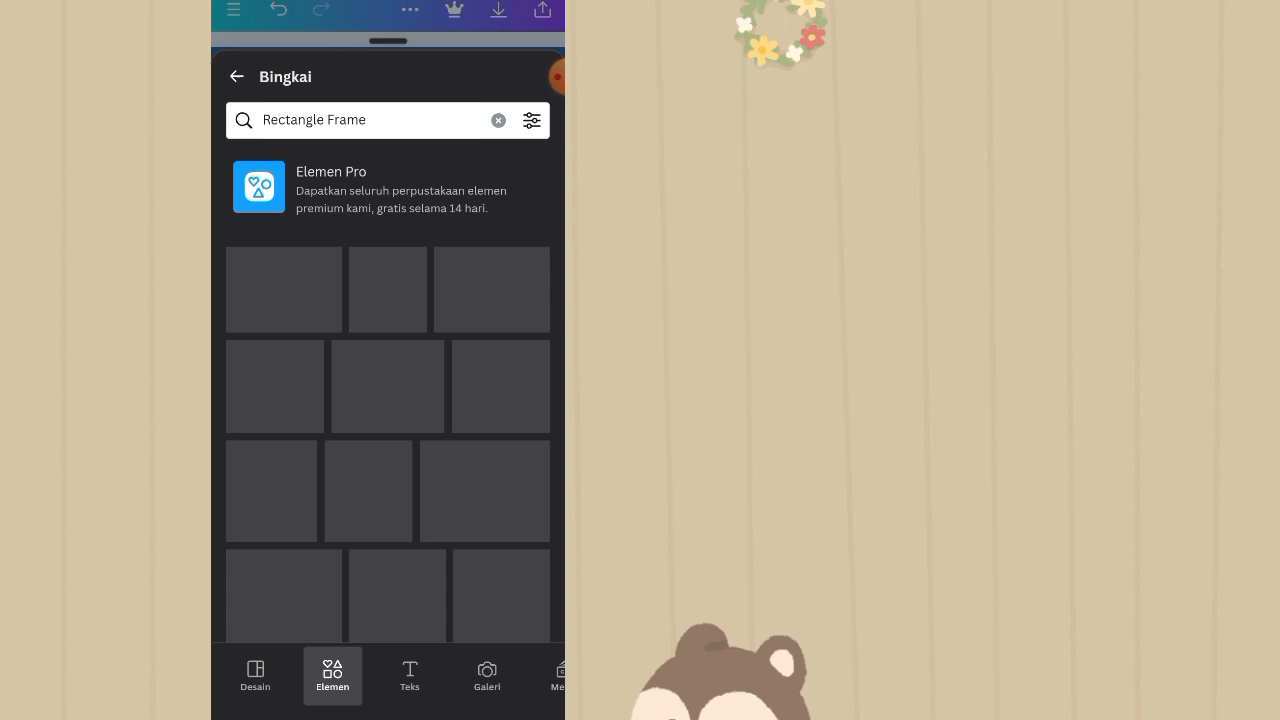 Bingkai
Rectangle Frame
Elemen Pro
Dapatkan seluruh perpustakaan elemen
premium kami, gratis selama 14 hari.
Desain
Elemen
Teks
Galeri
Me